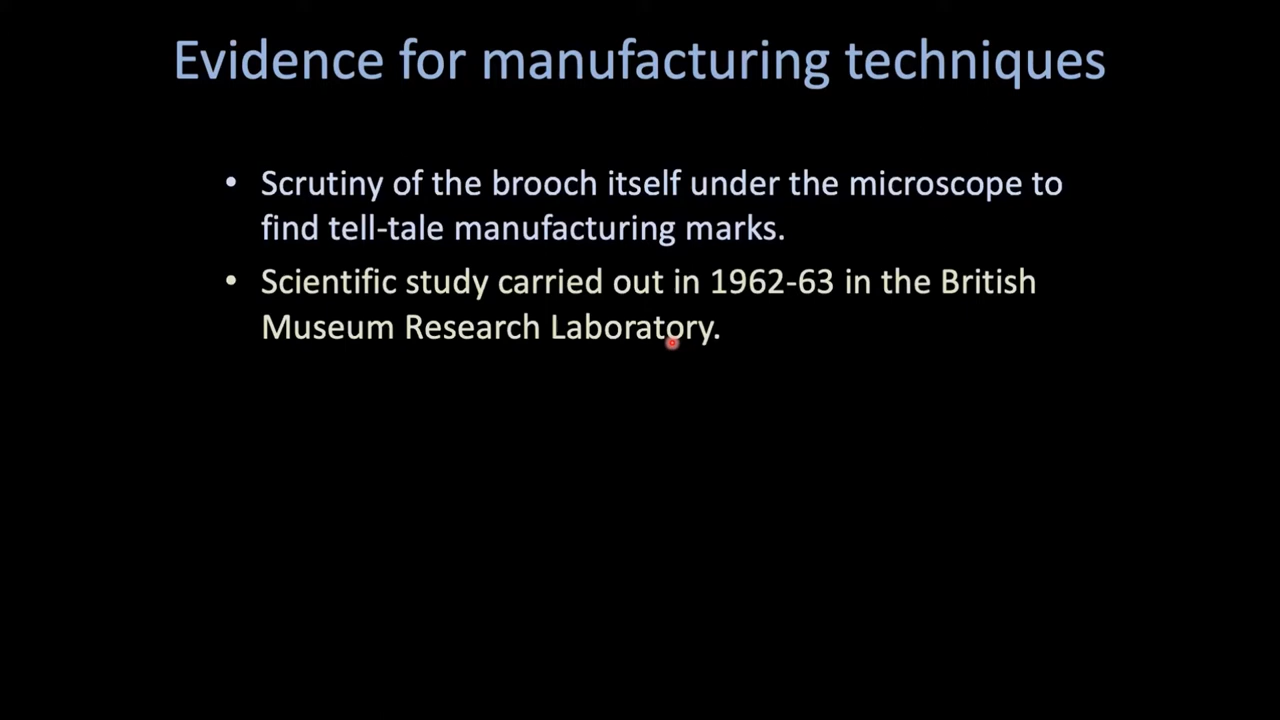 Evidence for manufacturing techniques
• Scrutiny of the brooch itself under the microscope to
find tell-tale manufacturing marks.
• Scientific study carried out in 1962-63 in the British
Museum Research Laboratory.